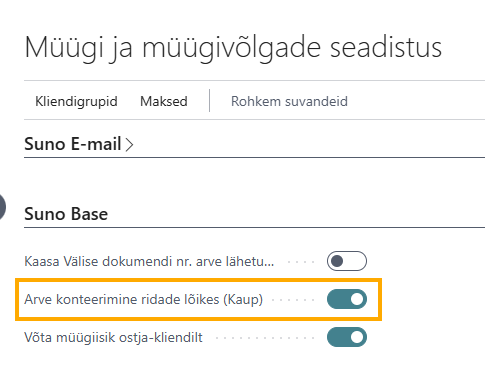 Müügi ja müügivõlgade seadistus
Kliendigrupid Maksed Rohkem suvandeid
Suno E-mail
Suno Base
Kaasa Välise dokumendi nr. arve lähetu...
Arve konteerimine ridade lõikes (Kaup)
Võta müügiisik ostja-kliendilt